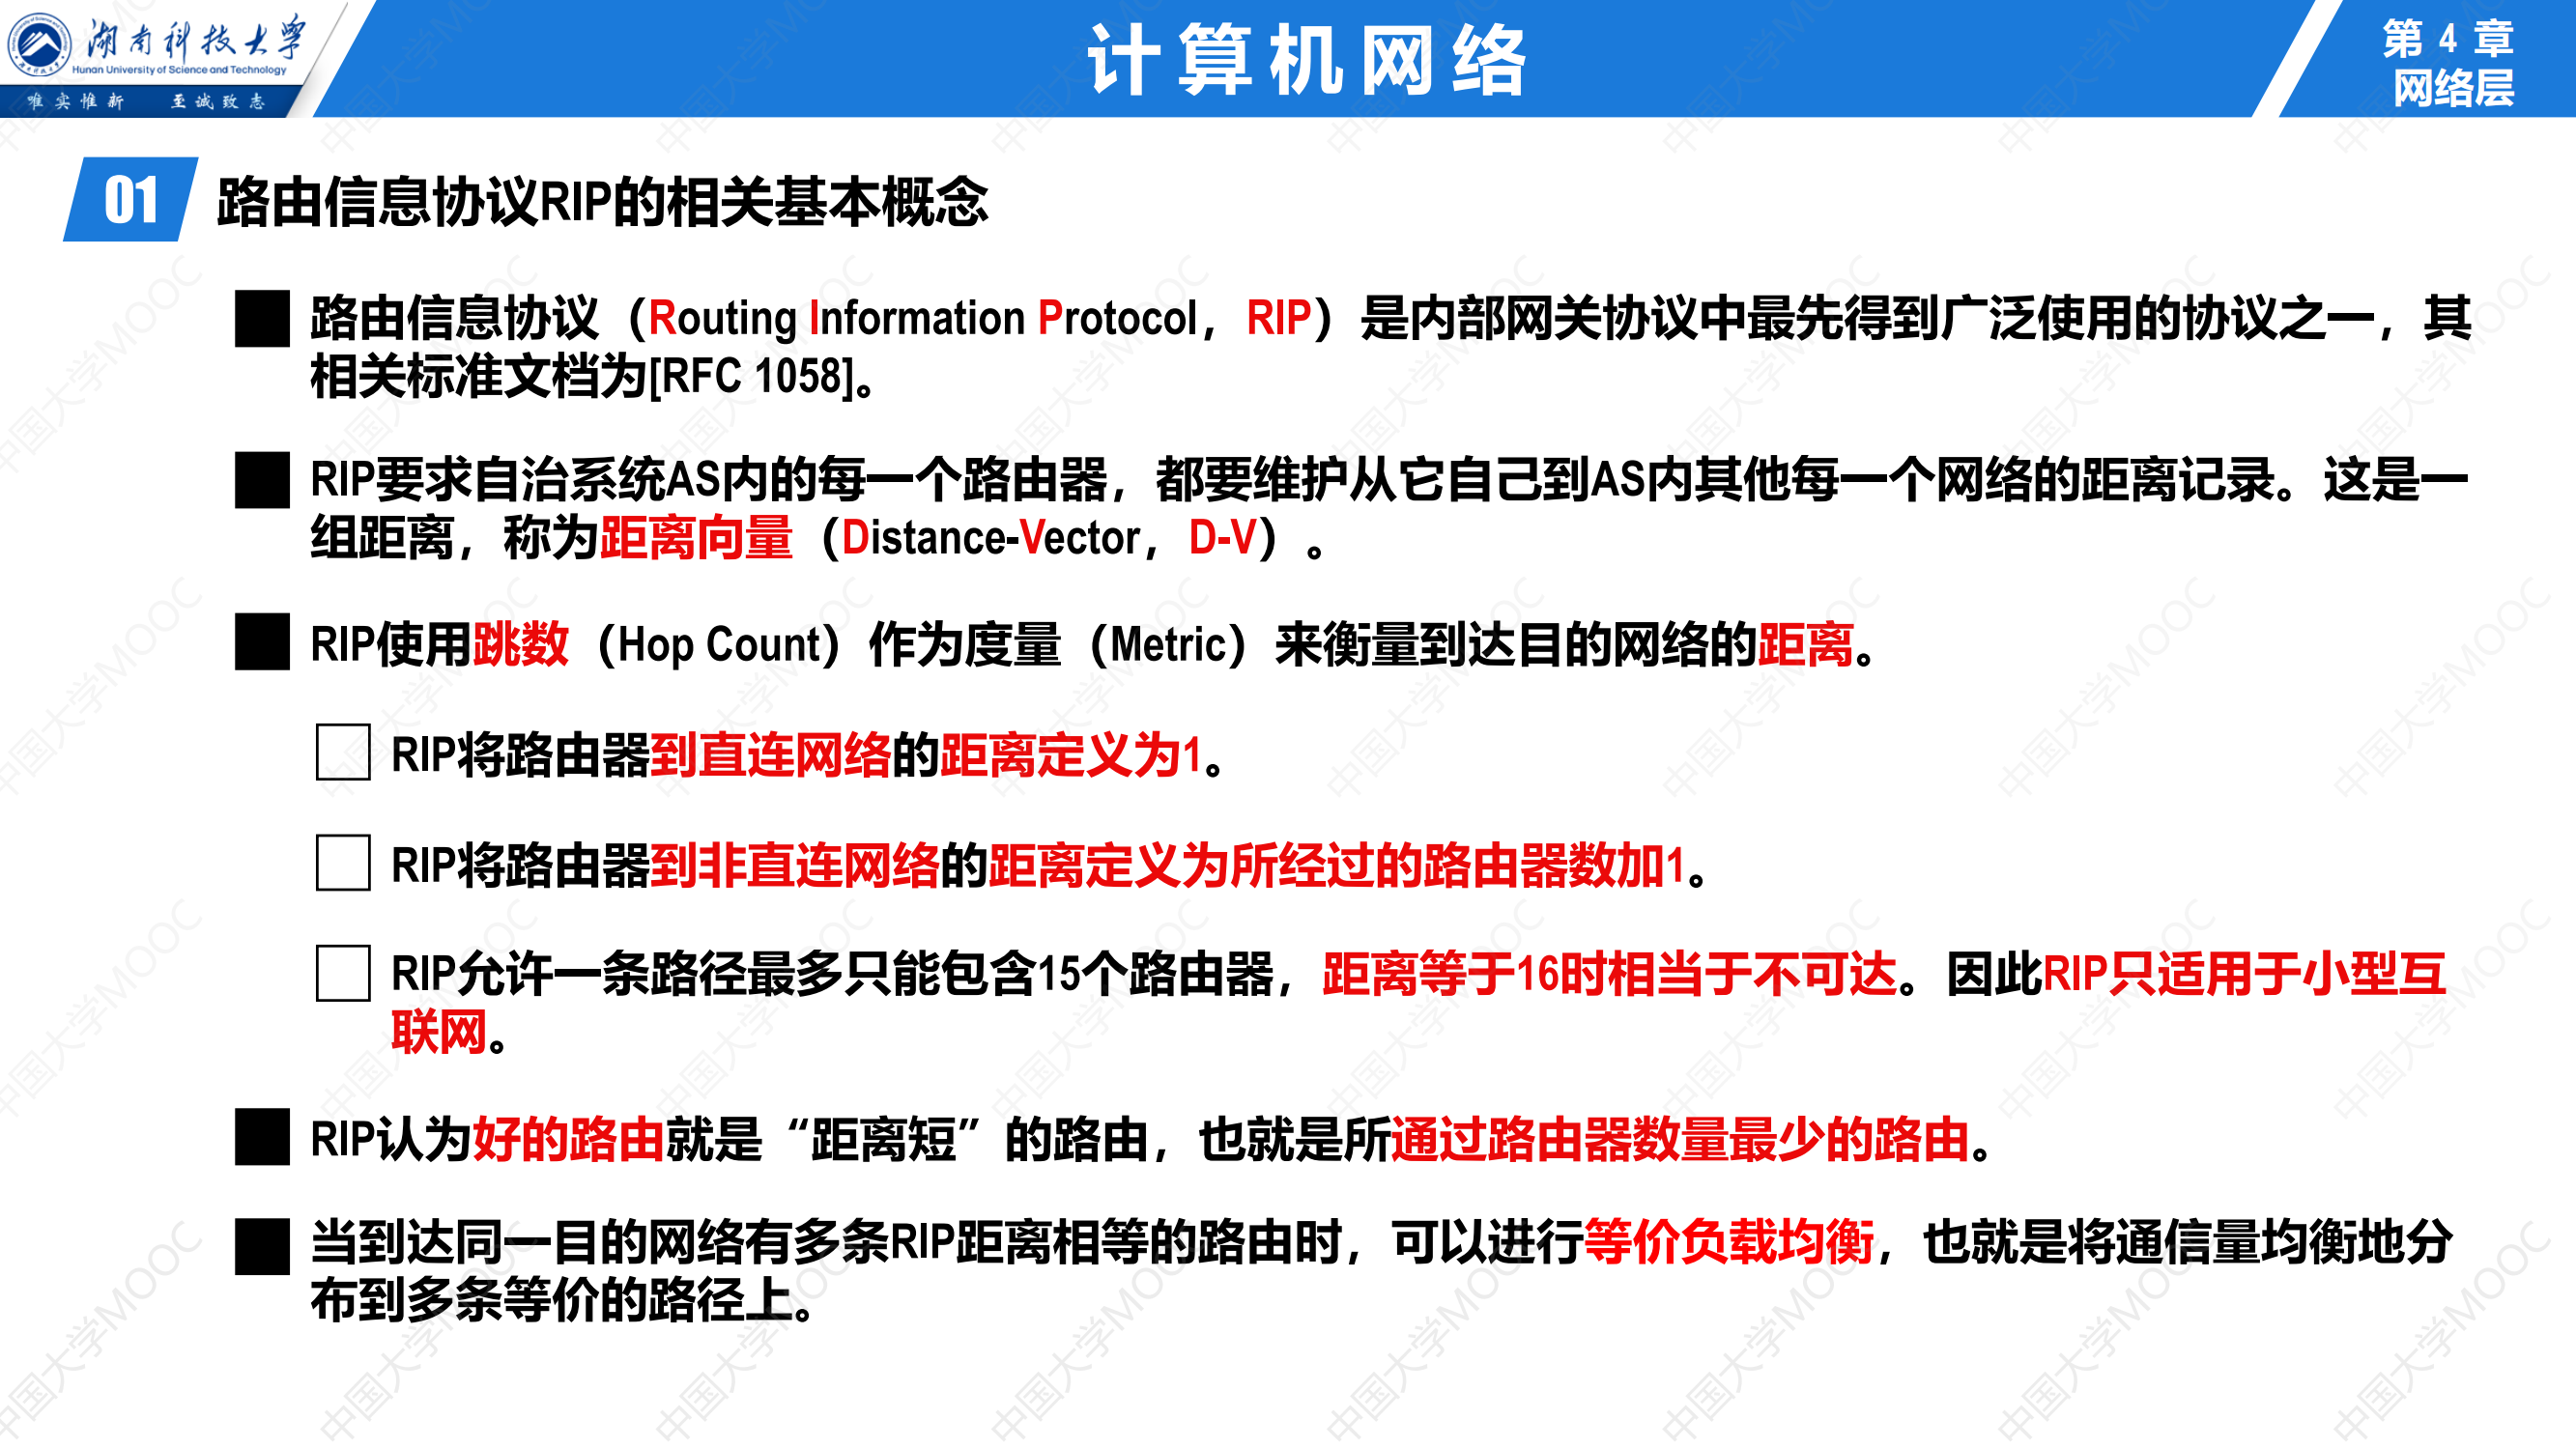 湖南科技大学
Hunan University of Science and Technology
唯实惟新 至诚致志
计算机网络
第 4 章
网络层
01 路由信息协议RIP的相关基本概念
路由信息协议（Routing Information Protocol，RIP）是内部网关协议中最先得到广泛使用的协议之一，其
相关标准文档为[RFC 1058]。
RIP要求自治系统AS内的每一个路由器，都要维护从它自己到AS内其他每一个网络的距离记录。这是一
组距离，称为距离向量（Distance-Vector，D-V）。
RIP使用跳数（Hop Count）作为度量（Metric）来衡量到达目的网络的距离。
RIP将路由器到直连网络的距离定义为1。
RIP将路由器到非直连网络的距离定义为所经过的路由器数加1。
RIP允许一条路径最多只能包含15个路由器，距离等于16时相当于不可达。因此RIP只适用于小型互
联网。
RIP认为好的路由就是“距离短”的路由，也就是所通过路由器数量最少的路由。
当到达同一目的网络有多条RIP距离相等的路由时，可以进行等价负载均衡，也就是将通信量均衡地分
布到多条等价的路径上。
中国大学MOOC